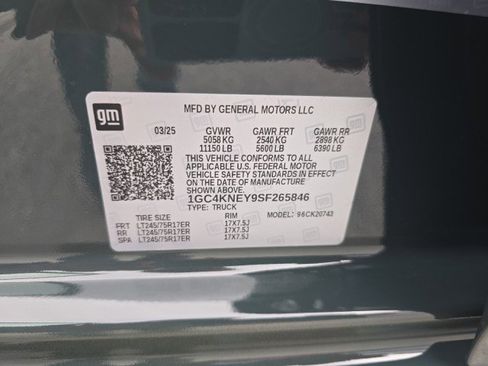 gm
MFD BY GENERAL MOTORS LLC
03/25 GVWR GAWR FRT GAWR RR
5058 KG 2540 KG 2898 KG
11150 LB 5600 LB 6390 LB
THIS VEHICLE CONFORMS TO ALL
APPLICABLE U.S. FEDERAL MOTOR
VEHICLE SAFETY STANDARDS IN EFFECT
ON THE DATE OF MANUFACTURE
SHOWN ABOVE.
1GC4KNEY9SF265846
TYPE: TRUCK
TIRE SIZE RIM MODEL: 96CK20743
FRT LT245/75R17ER 17X7.5J
RR LT245/75R17ER 17X7.5J
SPA LT245/75R17ER 17X7.5J